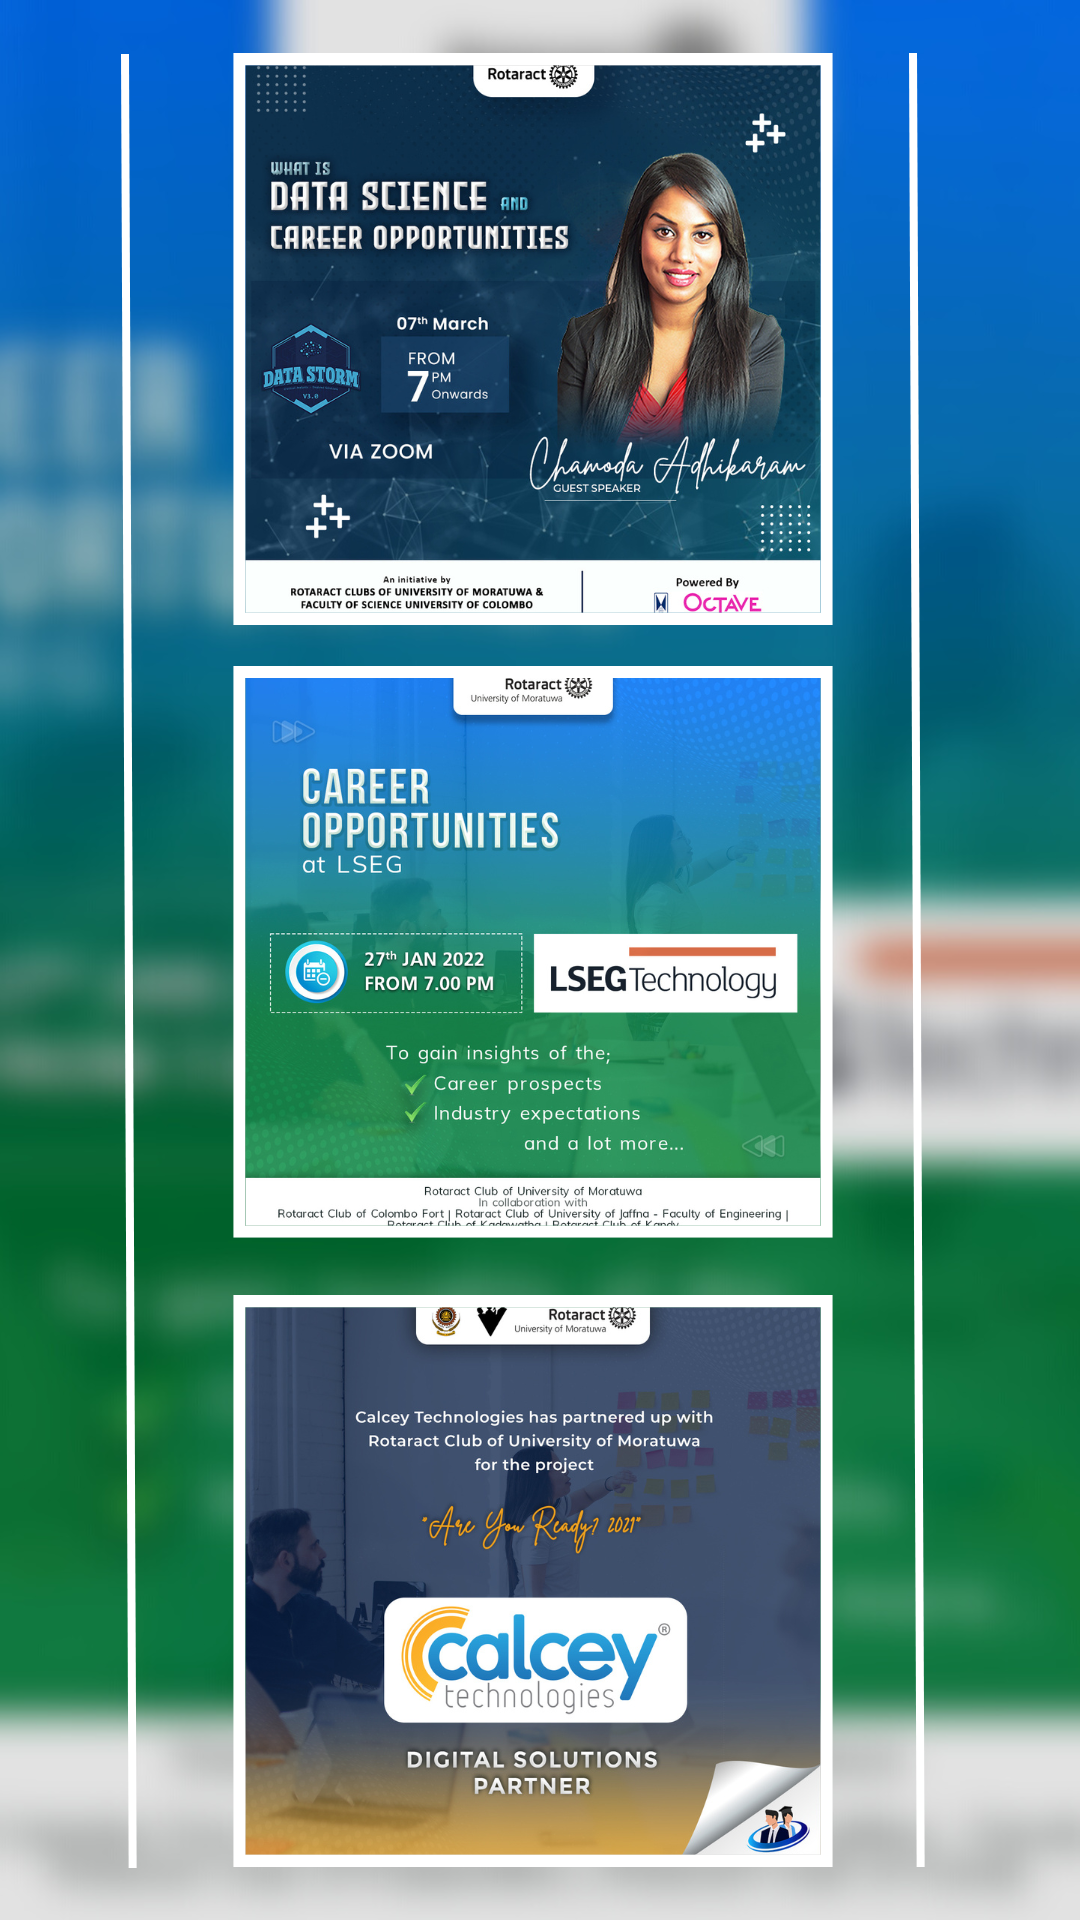 Rotaract
WHAT IS
DATA SCIENCE AND
CAREER OPPORTUNITIES
07th March
FROM
7 PM
Onwards
DATA STORM
V3.0
VIA ZOOM
Chamoda Adhikaram
GUEST SPEAKER
An initiative by
ROTARACT CLUBS OF UNIVERSITY OF MORATUWA &
FACULTY OF SCIENCE UNIVERSITY OF COLOMBO
Powered By
OCTAVE
Rotaract
University of Moratuwa
CAREER
OPPORTUNITIES
at LSEG
27th JAN 2022
FROM 7.00 PM
LSEG Technology
To gain insights of the;
Career prospects
Industry expectations
and a lot more...
Rotaract Club of University of Moratuwa
In collaboration with
Rotaract Club of Colombo Fort | Rotaract Club of University of Jaffna - Faculty of Engineering |
Rotaract Club of Kadawatha | Rotaract Club of Kandy
Rotaract
University of Moratuwa
Calcey Technologies has partnered up with
Rotaract Club of University of Moratuwa
for the project
"Are You Ready? 2021"
calcey®
technologies
DIGITAL SOLUTIONS
PARTNER